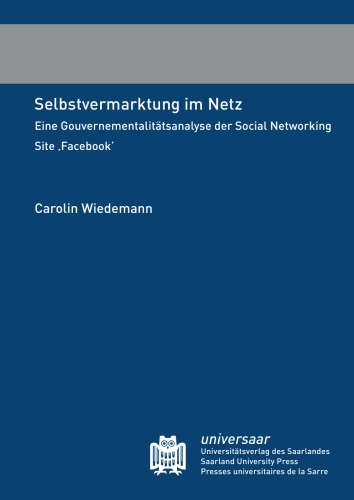 Selbstvermarktung im Netz
Eine Gouvernementalitätsanalyse der Social Networking
Site ‚Facebook'
Carolin Wiedemann
universaar
Universitätsverlag des Saarlandes
Saarland University Press
Presses universitaires de la Sarre